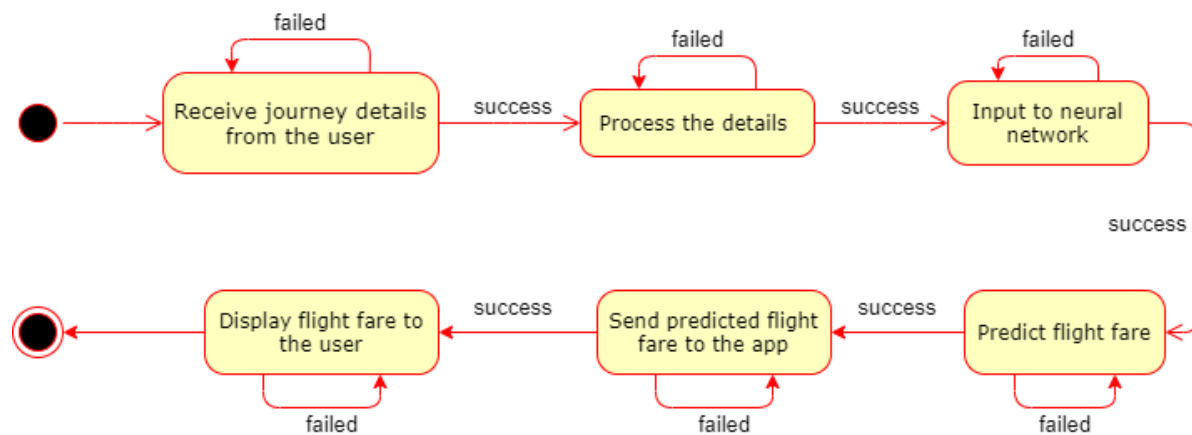 failed
failed
failed
Receive journey details
from the user
success
Process the details
success
Input to neural
network
success
Display flight fare to
the user
success
Send predicted flight
fare to the app
success
Predict flight fare
failed
failed
failed